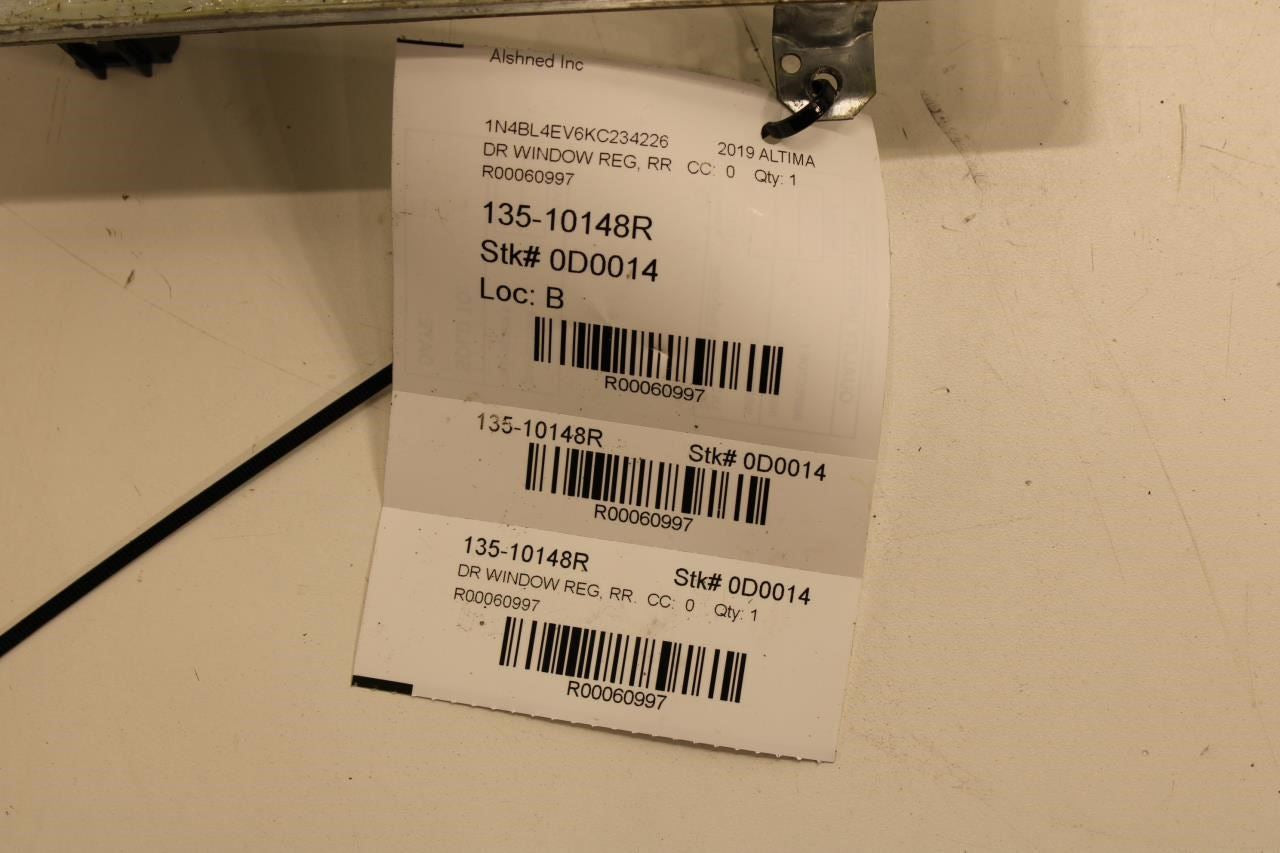 Alshned Inc
1N4BL4EV6KC234226 2019 ALTIMA
DR WINDOW REG, RR CC: 0 Qty: 1
R00060997
135-10148R
Stk# 0D0014
Loc: B
R00060997
135-10148R Stk# 0D0014
R00060997
135-10148R Stk# 0D0014
DR WINDOW REG, RR. CC: 0 Qty: 1
R00060997
R00060997